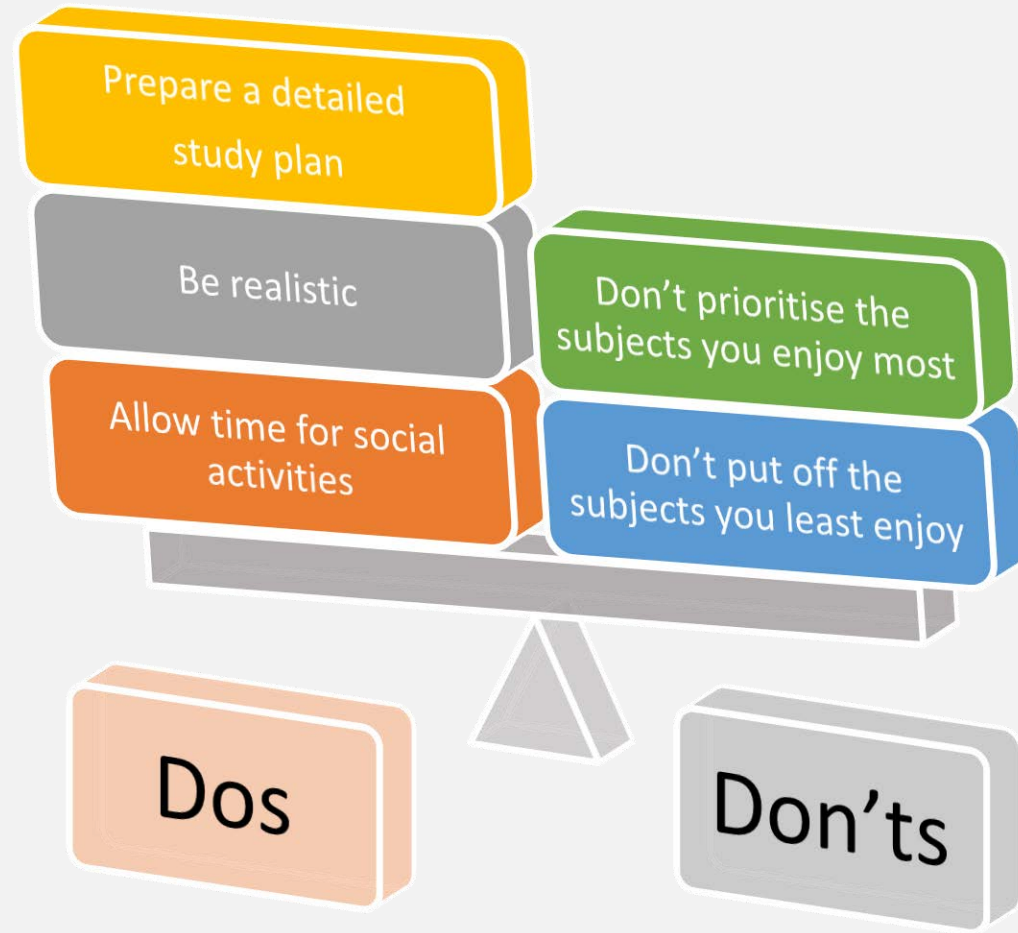 Prepare a detailed
study plan
Be realistic
Allow time for social
activities
Don’t prioritise the
subjects you enjoy most
Don’t put off the
subjects you least enjoy
Dos
Don’ts